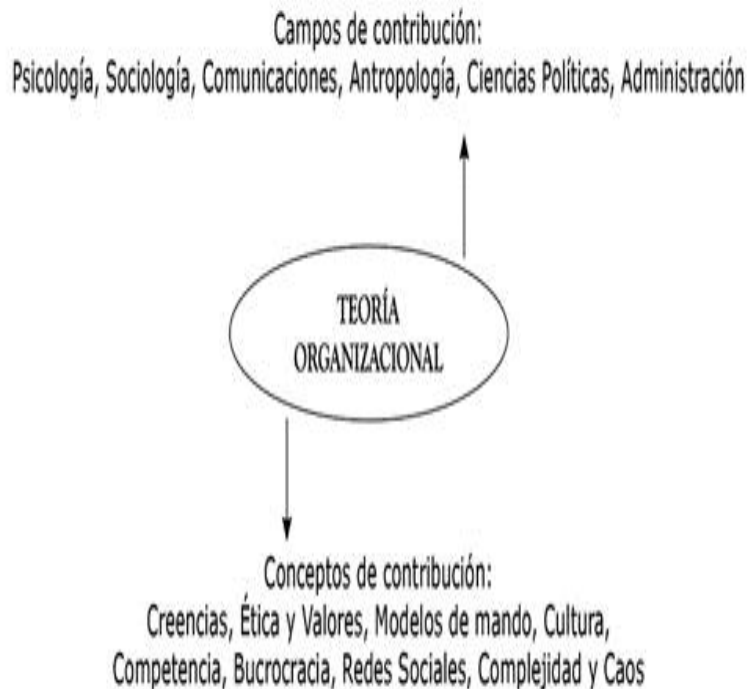 Campos de contribución:
Psicología, Sociología, Comunicaciones, Antropología, Ciencias Políticas, Administración
TEORÍA
ORGANIZACIONAL
Conceptos de contribución:
Creencias, Ética y Valores, Modelos de mando, Cultura,
Competencia, Bucrocracia, Redes Sociales, Complejidad y Caos